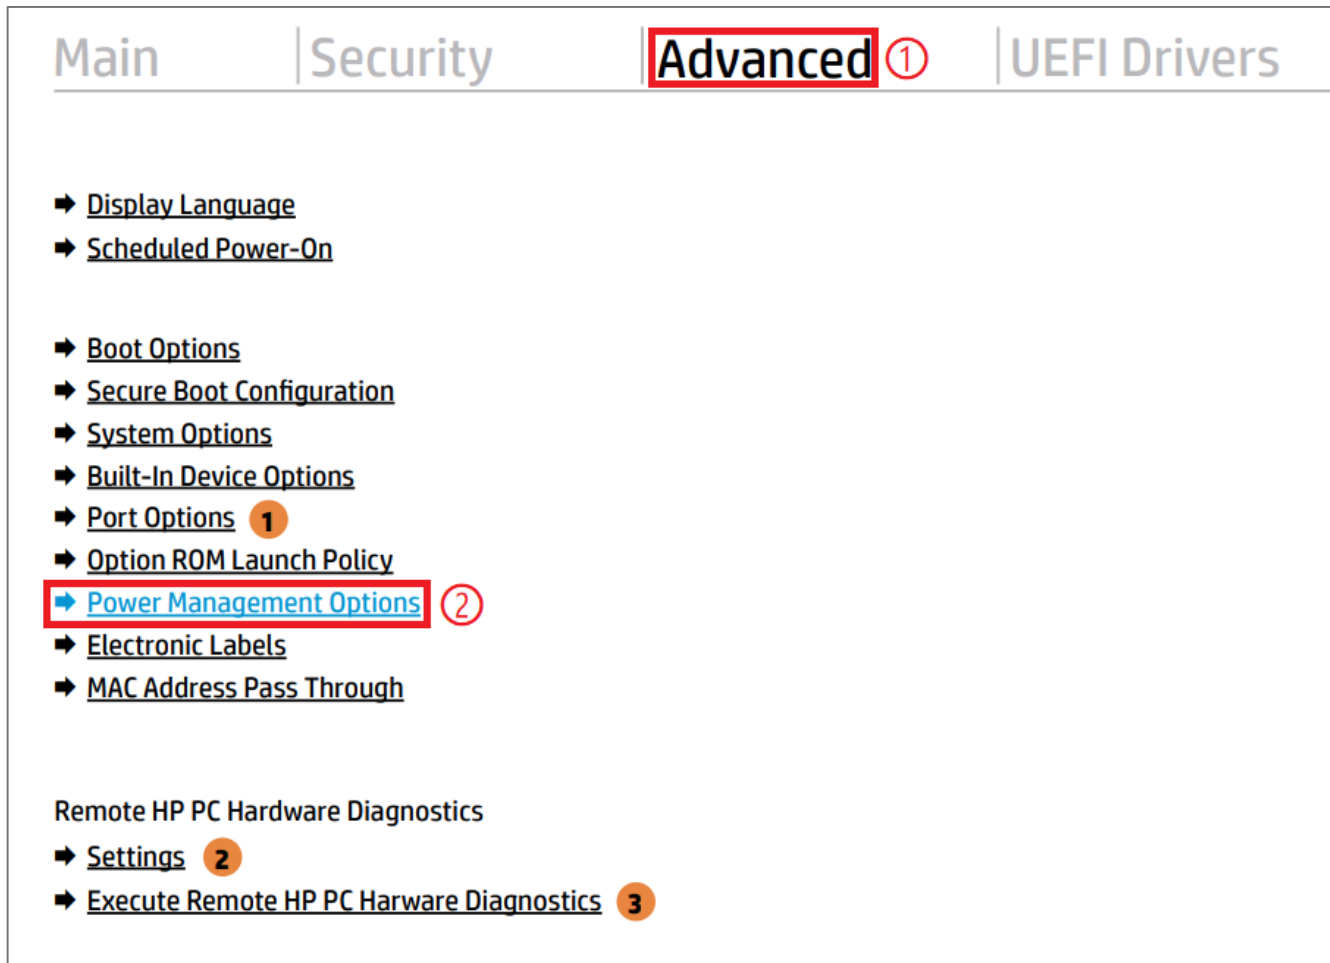 Main Security Advanced ① UEFI Drivers
➡ Display Language
➡ Scheduled Power-On
➡ Boot Options
➡ Secure Boot Configuration
➡ System Options
➡ Built-In Device Options
➡ Port Options 1
➡ Option ROM Launch Policy
➡ Power Management Options ②
➡ Electronic Labels
➡ MAC Address Pass Through
Remote HP PC Hardware Diagnostics
➡ Settings 2
➡ Execute Remote HP PC Harware Diagnostics 3